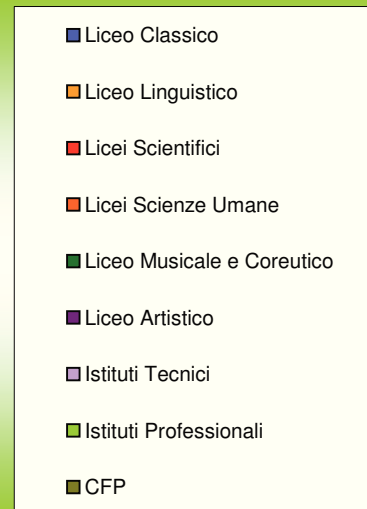 Liceo Classico
Liceo Linguistico
Licei Scientifici
Licei Scienze Umane
Liceo Musicale e Coreutico
Liceo Artistico
Istituti Tecnici
Istituti Professionali
CFP